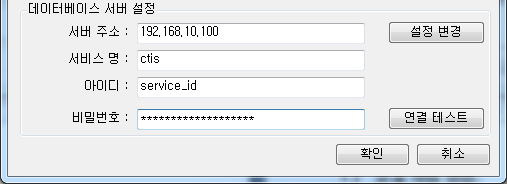 데이터베이스 서버 설정
서버 주소 : 192,168,10,100 설정 변경
서비스 명 : ctis
아이디 : service_id
비밀번호 : ******************* 연결 테스트
확인 취소